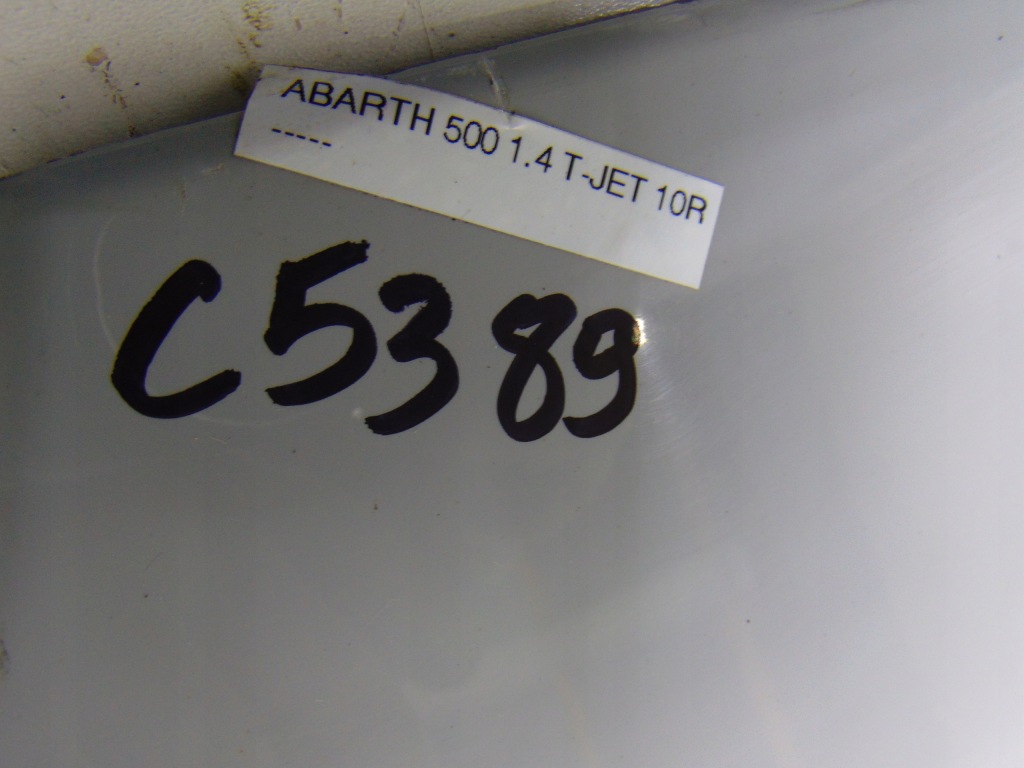 ABARTH 500 1.4 T-JET 10R
-----
C5389